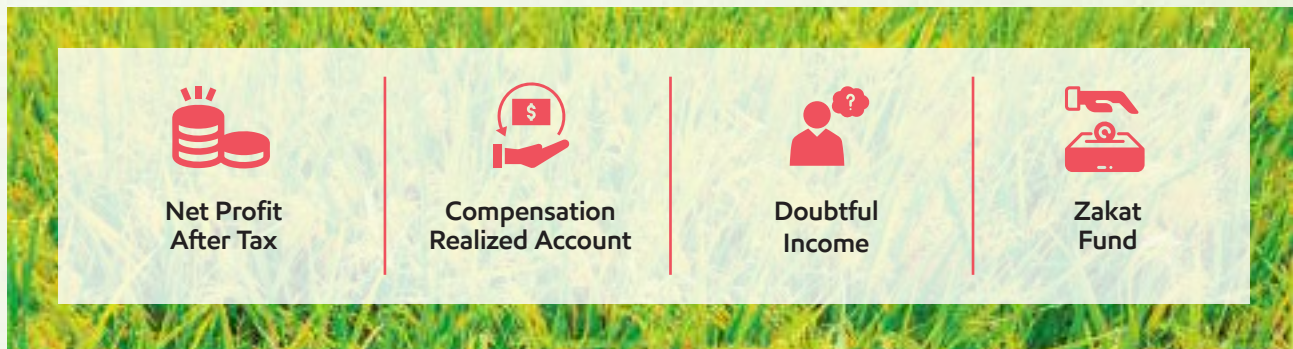 Net Profit
After Tax
Compensation
Realized Account
Doubtful
Income
Zakat
Fund